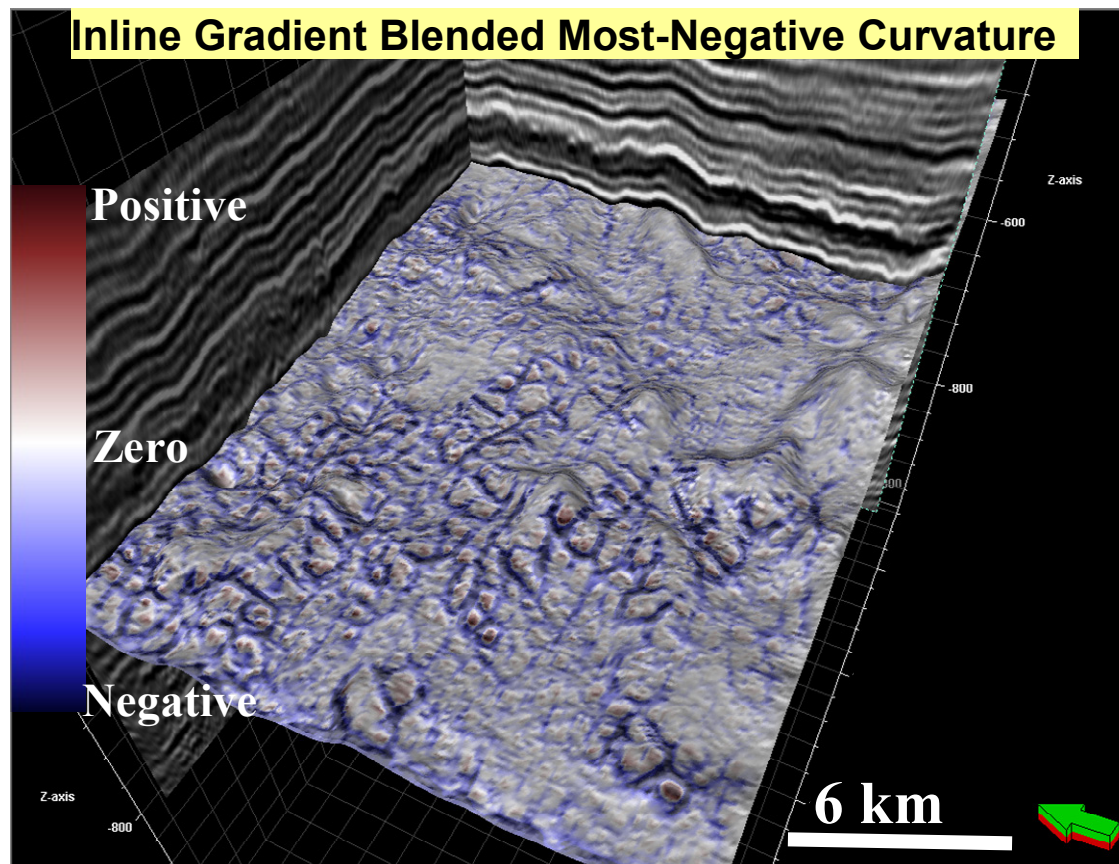 Inline Gradient Blended Most-Negative Curvature
Positive
Z-axis
-600
Zero
-800
Negative
Z-axis
-800
6 km